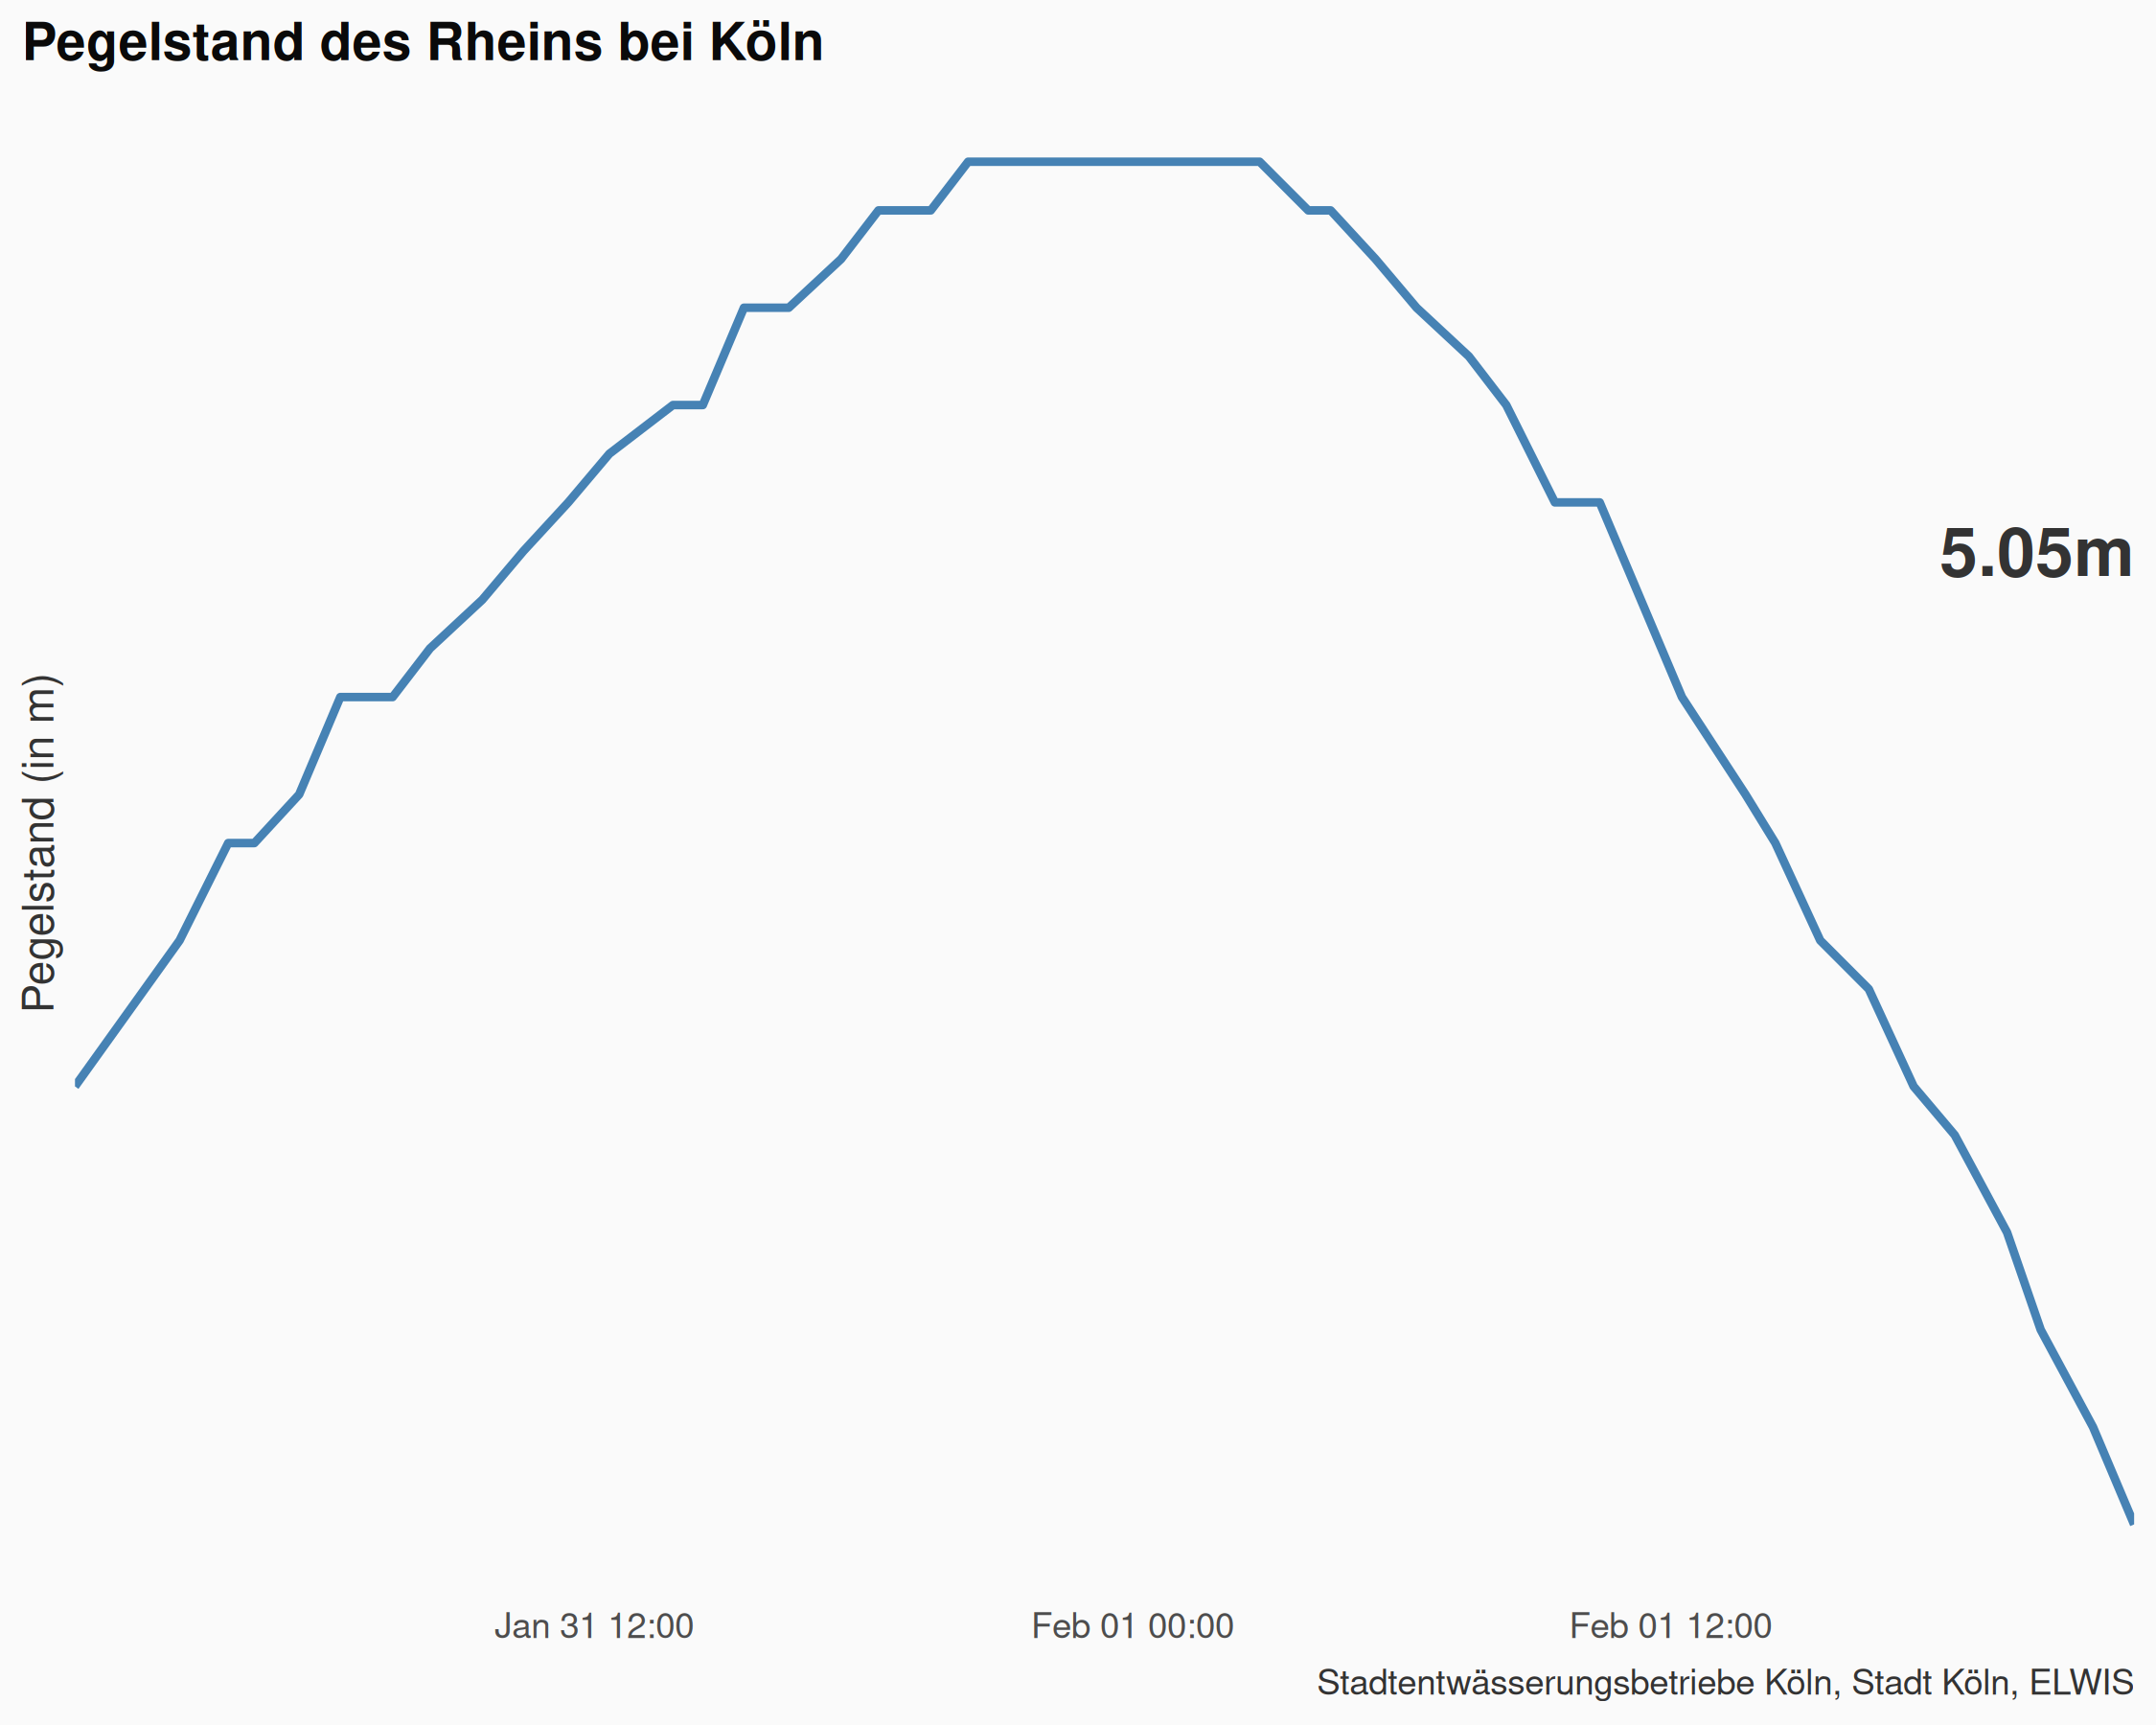 Pegelstand des Rheins bei Köln
5.05m
Pegelstand (in m)
Jan 31 12:00
Feb 01 00:00
Feb 01 12:00
Stadtentwässerungsbetriebe Köln, Stadt Köln, ELWIS